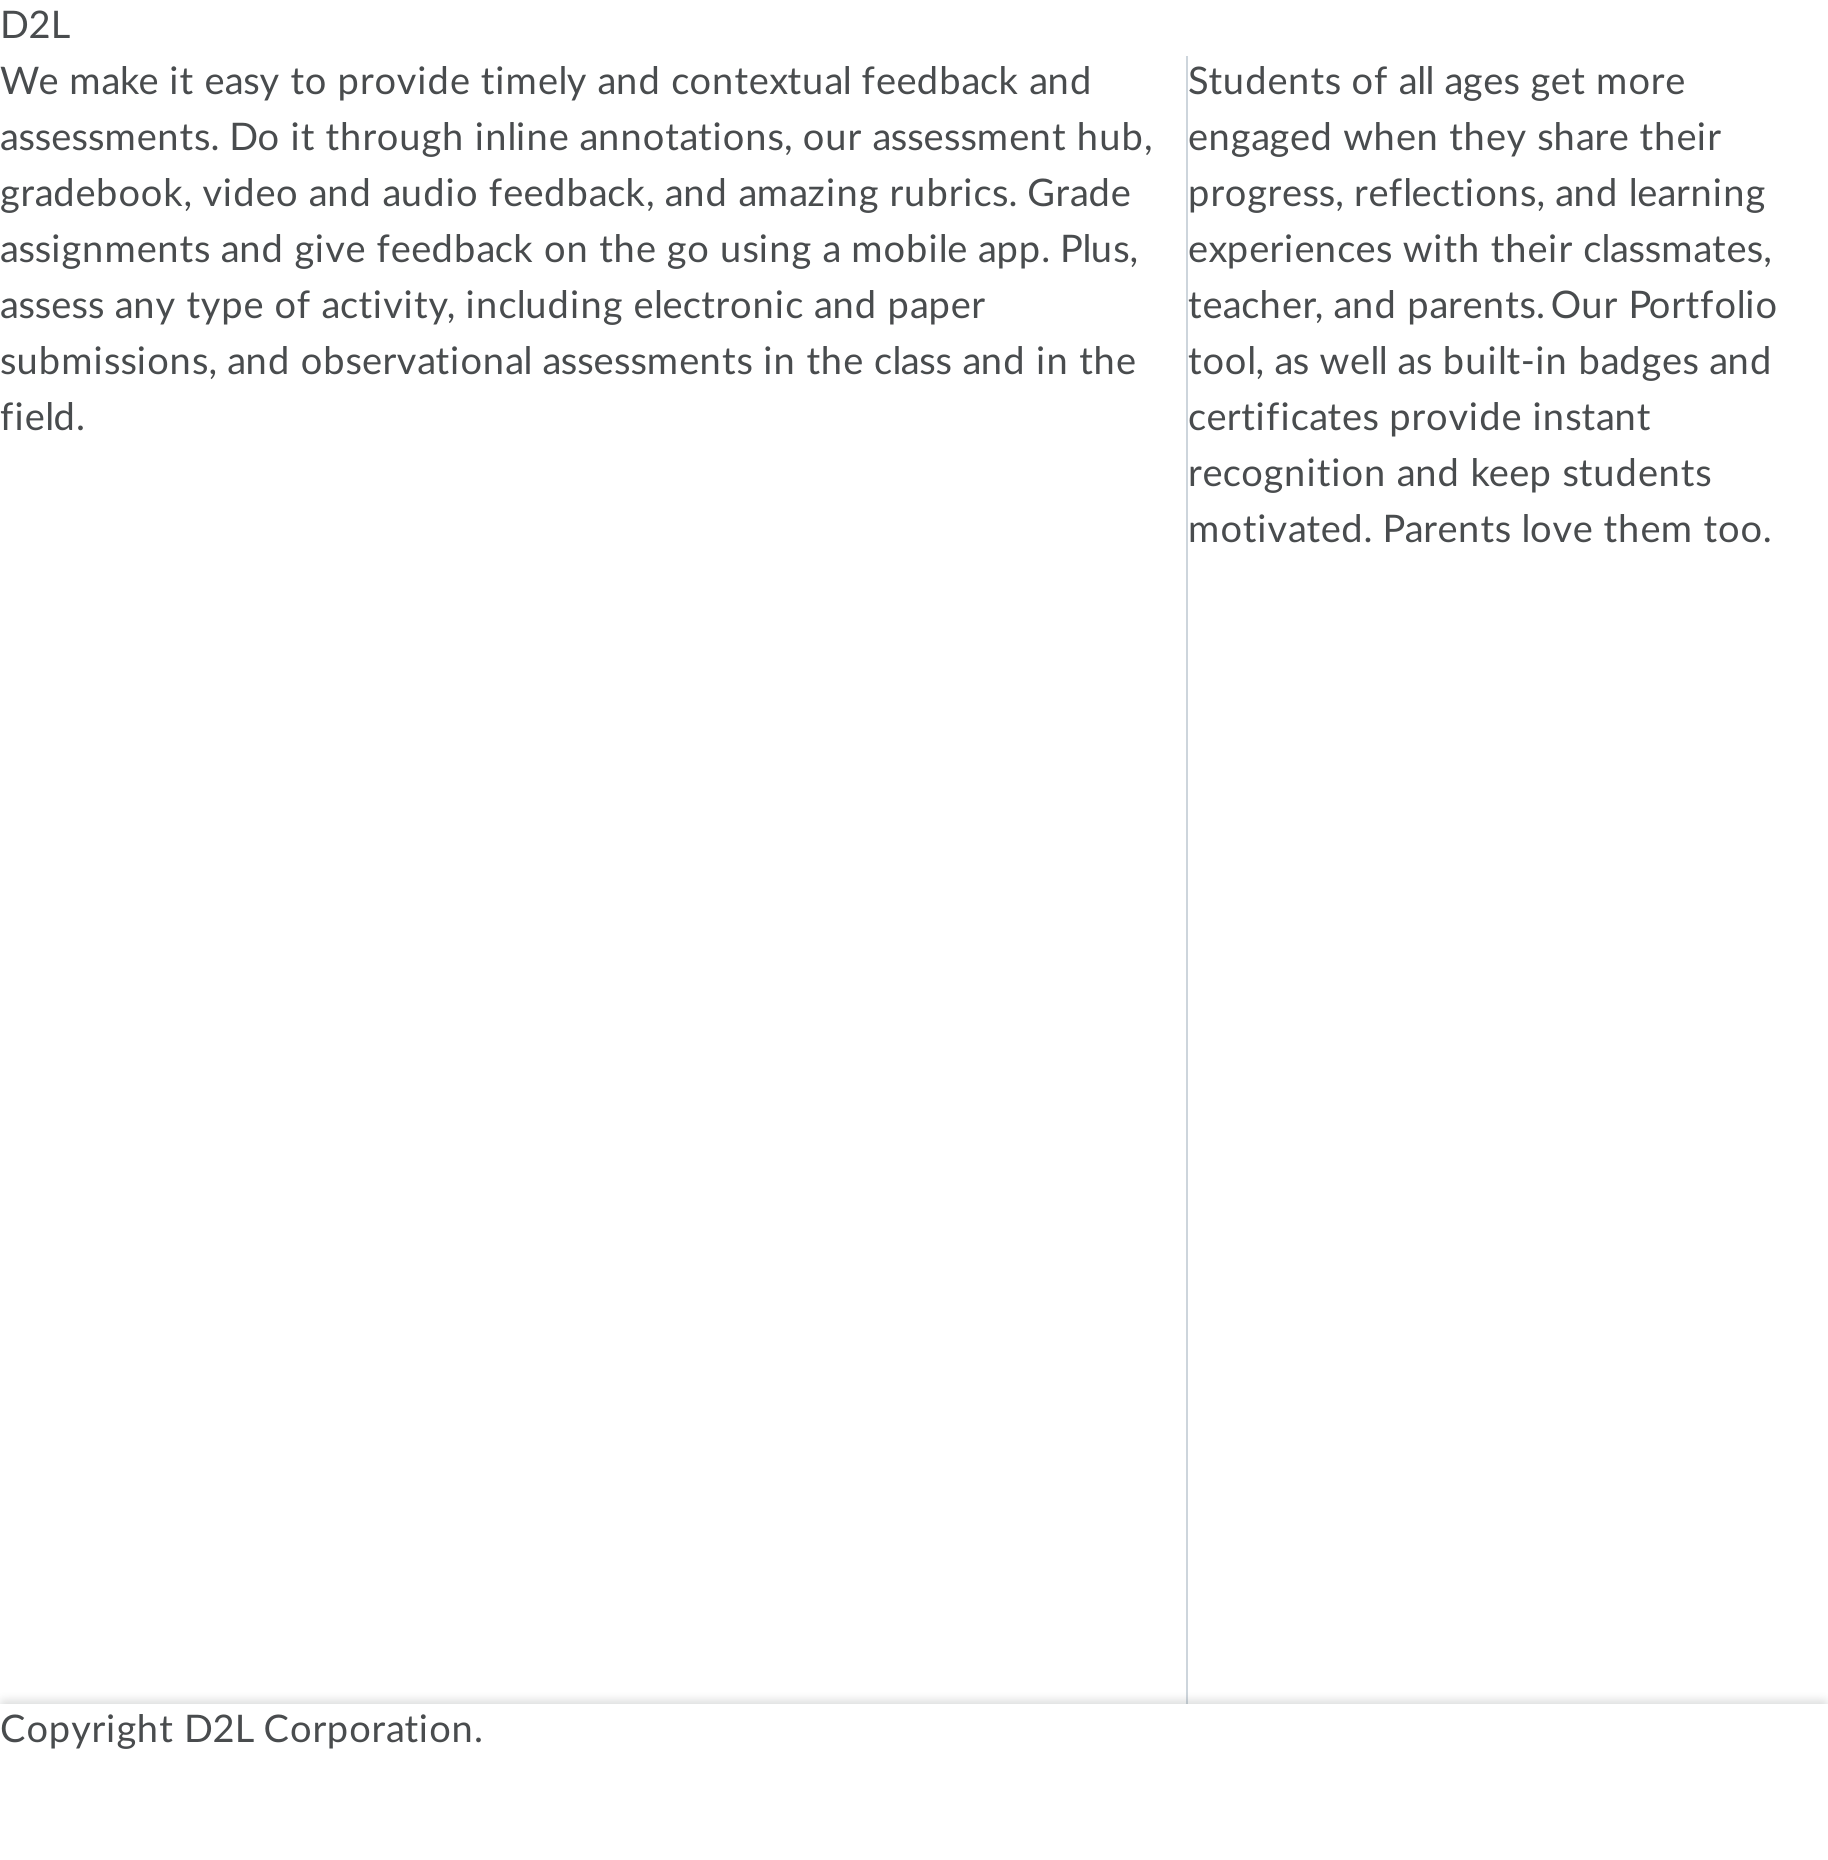 D2L
We make it easy to provide timely and contextual feedback and
assessments. Do it through inline annotations, our assessment hub,
gradebook, video and audio feedback, and amazing rubrics. Grade
assignments and give feedback on the go using a mobile app. Plus,
assess any type of activity, including electronic and paper
submissions, and observational assessments in the class and in the
field.
Students of all ages get more
engaged when they share their
progress, reflections, and learning
experiences with their classmates,
teacher, and parents. Our Portfolio
tool, as well as built-in badges and
certificates provide instant
recognition and keep students
motivated. Parents love them too.
Copyright D2L Corporation.